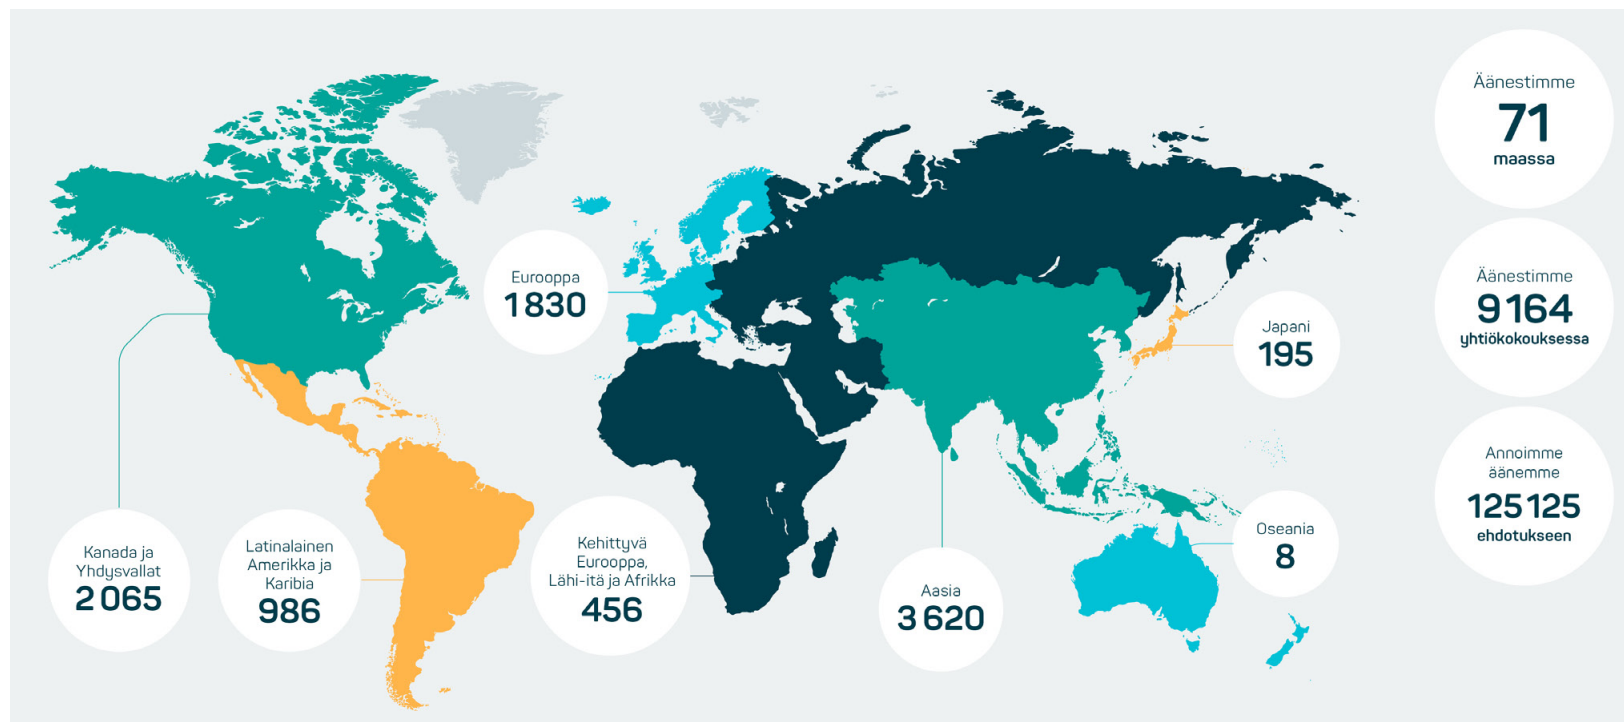 Äänestimme
71
maassa
Äänestimme
9 164
yhtiökokouksessa
Annoimme
äänemme
125 125
ehdotukseen
Eurooppa
1 830
Japani
195
Kanada ja
Yhdysvallat
2 065
Latinalainen
Amerikka ja
Karibia
986
Kehittyvä
Eurooppa,
Lähi-itä ja Afrikka
456
Aasia
3 620
Oseania
8